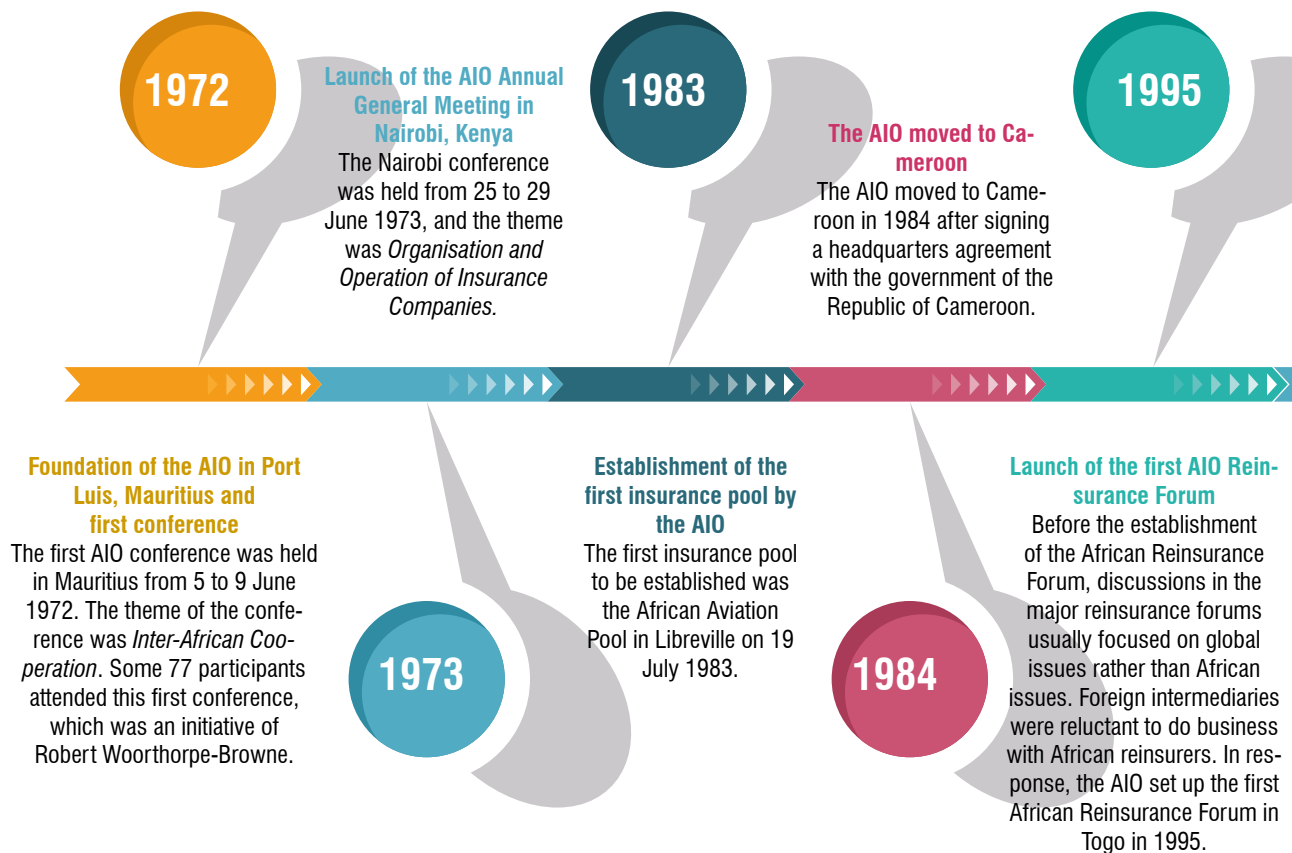 1972
Foundation of the AIO in Port
Luis, Mauritius and
first conference
The first AIO conference was held
in Mauritius from 5 to 9 June
1972. The theme of the confe-
rence was Inter-African Coo-
peration. Some 77 participants
attended this first conference,
which was an initiative of
Robert Woorthorpe-Browne.
Launch of the AIO Annual
General Meeting in
Nairobi, Kenya
The Nairobi conference
was held from 25 to 29
June 1973, and the theme
was Organisation and
Operation of Insurance
Companies.
1973
1983
Establishment of the
first insurance pool by
the AIO
The first insurance pool
to be established was
the African Aviation
Pool in Libreville on 19
July 1983.
The AIO moved to Ca-
meroon
The AIO moved to Came-
roon in 1984 after signing
a headquarters agreement
with the government of the
Republic of Cameroon.
1984
1995
Launch of the first AIO Rein-
surance Forum
Before the establishment
of the African Reinsurance
Forum, discussions in the
major reinsurance forums
usually focused on global
issues rather than African
issues. Foreign intermediaries
were reluctant to do business
with African reinsurers. In res-
ponse, the AIO set up the first
African Reinsurance Forum in
Togo in 1995.